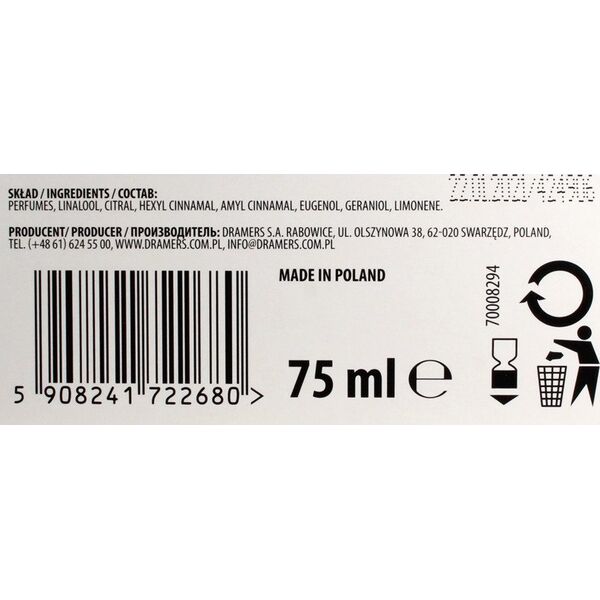 SKŁAD / INGREDIENTS / СОСТАВ:
PERFUMES, LINALOOL, CITRAL, HEXYL CINNAMAL, AMYL CINNAMAL, EUGENOL, GERANIOL, LIMONENE.
PRODUCENT/ PRODUCER / ПРОИЗВОДИТЕЛЬ: DRAMERS S.A. RABOWICE, UL. OLSZYNOWA 38, 62-020 SWARZĘDZ, POLAND,
TEL. (+48 61) 624 55 00, WWW.DRAMERS.COM.PL, INFO@DRAMERS.COM.PL
MADE IN POLAND
70008294
75 ml e
5 908241 722680 >